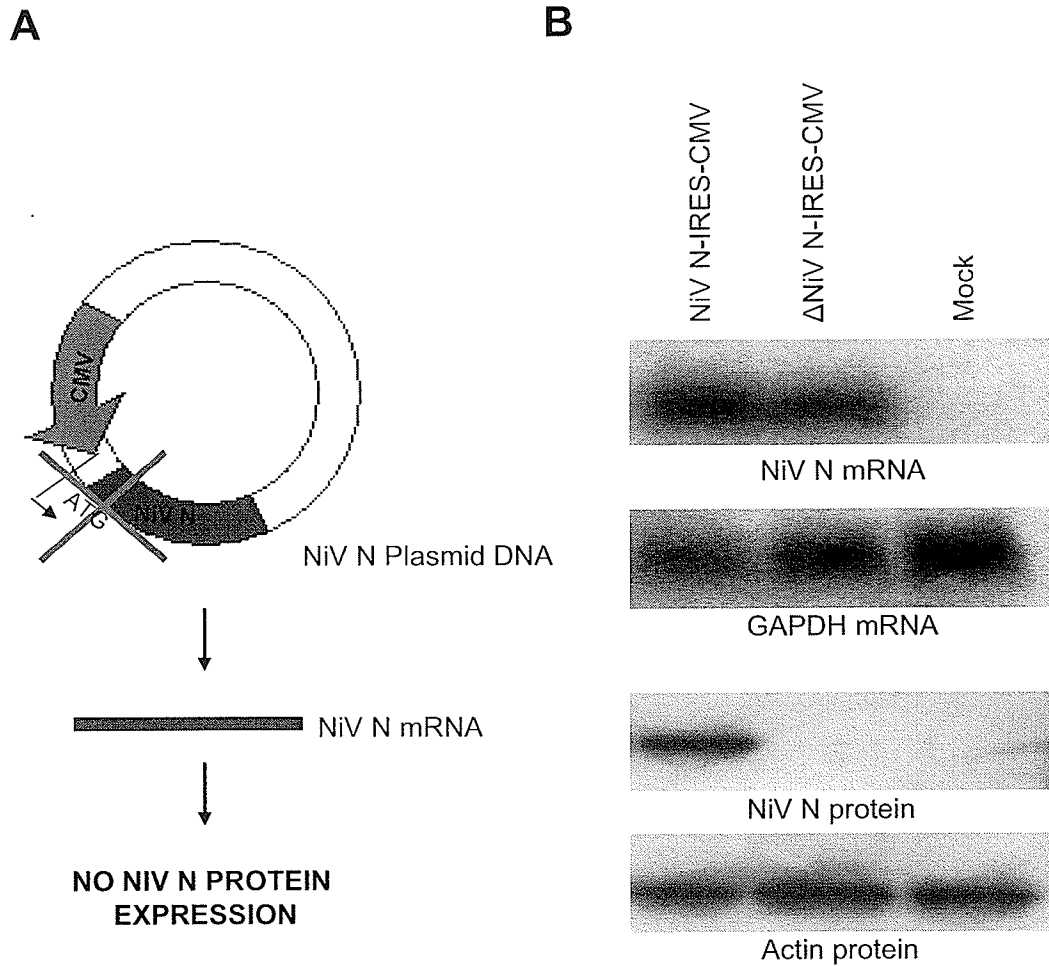 A
CMV
ATG
NiV N
NiV N Plasmid DNA
NiV N mRNA
NO NIV N PROTEIN
EXPRESSION
B
NiV N-IRES-CMV
ΔNiV N-IRES-CMV
Mock
NiV N mRNA
GAPDH mRNA
NiV N protein
Actin protein